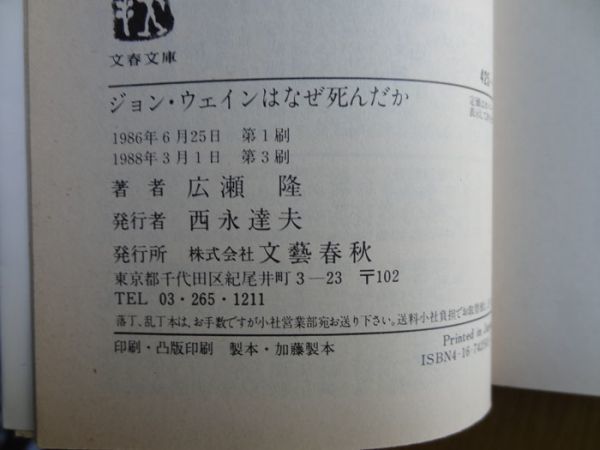 文春文庫
ジョン・ウェインはなぜ死んだか
1986年6月25日 第1刷
1988年3月1日 第3刷
著者 広瀬 隆
発行者 西永達夫
発行所 株式会社 文藝春秋
東京都千代田区紀尾井町3—23 〒102
TEL 03・265・1211
落丁、乱丁本は、お手数ですが小社営業部宛お送り下さい。送料小社負担でお取替致し
Printed in
印刷・凸版印刷 製本・加藤製本
ISBN4-16-